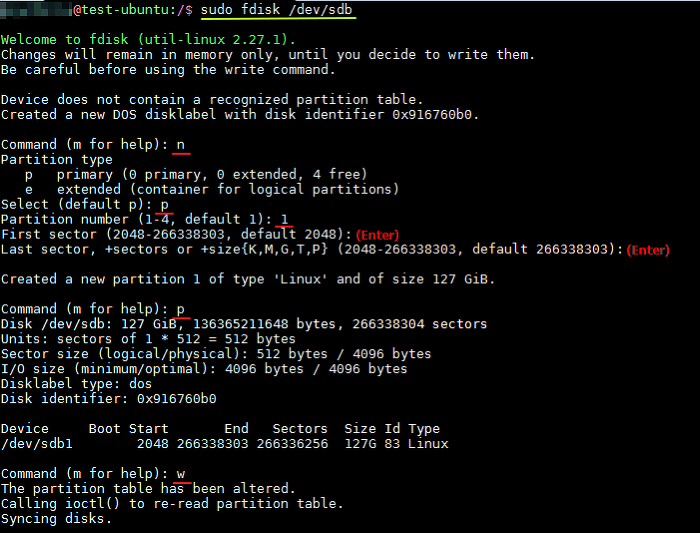 @test-ubuntu:/$ sudo fdisk /dev/sdb
Welcome to fdisk (util-linux 2.27.1).
Changes will remain in memory only, until you decide to write them.
Be careful before using the write command.
Device does not contain a recognized partition table.
Created a new DOS disklabel with disk identifier 0x916760b0.
Command (m for help): n
Partition type
   p   primary (0 primary, 0 extended, 4 free)
   e   extended (container for logical partitions)
Select (default p): p
Partition number (1-4, default 1): 1
First sector (2048-266338303, default 2048): (Enter)
Last sector, +sectors or +size{K,M,G,T,P} (2048-266338303, default 266338303): (Enter)
Created a new partition 1 of type 'Linux' and of size 127 GiB.
Command (m for help): p
Disk /dev/sdb: 127 GiB, 136365211648 bytes, 266338304 sectors
Units: sectors of 1 * 512 = 512 bytes
Sector size (logical/physical): 512 bytes / 4096 bytes
I/O size (minimum/optimal): 4096 bytes / 4096 bytes
Disklabel type: dos
Disk identifier: 0x916760b0
Device     Boot Start       End   Sectors  Size Id Type
/dev/sdb1        2048 266338303 266336256  127G 83 Linux
Command (m for help): w
The partition table has been altered.
Calling ioctl() to re-read partition table.
Syncing disks.